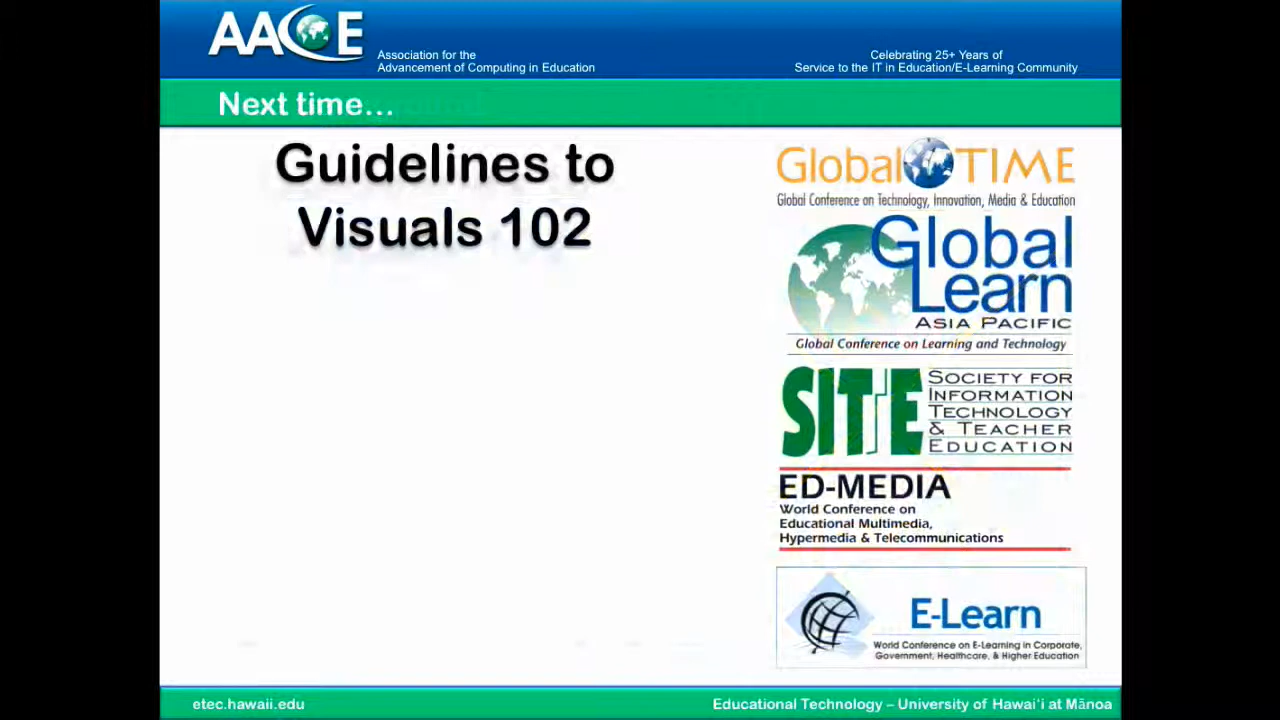 AACE
Association for the
Advancement of Computing in Education
Celebrating 25+ Years of
Service to the IT in Education/E-Learning Community
Next time…
Guidelines to
Visuals 102
Global TIME
Global Conference on Technology, Innovation, Media & Education
Global
Learn
ASIA PACIFIC
Global Conference on Learning and Technology
SITE
SOCIETY FOR
INFORMATION
TECHNOLOGY
& TEACHER
EDUCATION
ED-MEDIA
World Conference on
Educational Multimedia,
Hypermedia & Telecommunications
E-Learn
World Conference on E-Learning in Corporate,
Government, Healthcare, & Higher Education
etec.hawaii.edu
Educational Technology – University of Hawai‘i at Mānoa